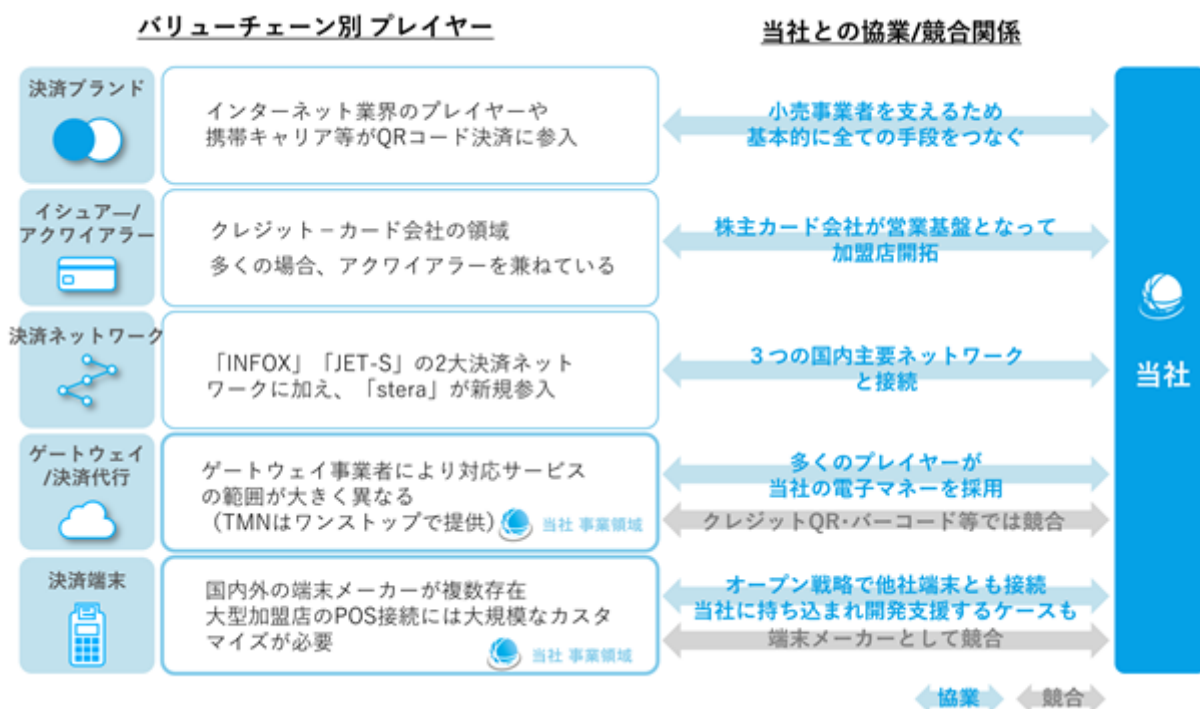 バリューチェーン別 プレイヤー
当社との協業/競合関係
決済ブランド
インターネット業界のプレイヤーや
携帯キャリア等がQRコード決済に参入
小売事業者を支えるため
基本的に全ての手段をつなぐ
イシュアー/
アクワイアラー
クレジット－カード会社の領域
多くの場合、アクワイアラーを兼ねている
株主カード会社が営業基盤となって
加盟店開拓
決済ネットワーク
「INFOX」「JET-S」の2大決済ネット
ワークに加え、「stera」が新規参入
３つの国内主要ネットワーク
と接続
ゲートウェイ
/決済代行
ゲートウェイ事業者により対応サービス
の範囲が大きく異なる
（TMNはワンストップで提供）
当社 事業領域
多くのプレイヤーが
当社の電子マネーを採用
クレジットQR･バーコード等では競合
決済端末
国内外の端末メーカーが複数存在
大型加盟店のPOS接続には大規模なカスタ
マイズが必要
当社 事業領域
オープン戦略で他社端末とも接続
当社に持ち込まれ開発支援するケースも
端末メーカーとして競合
当社
協業
競合